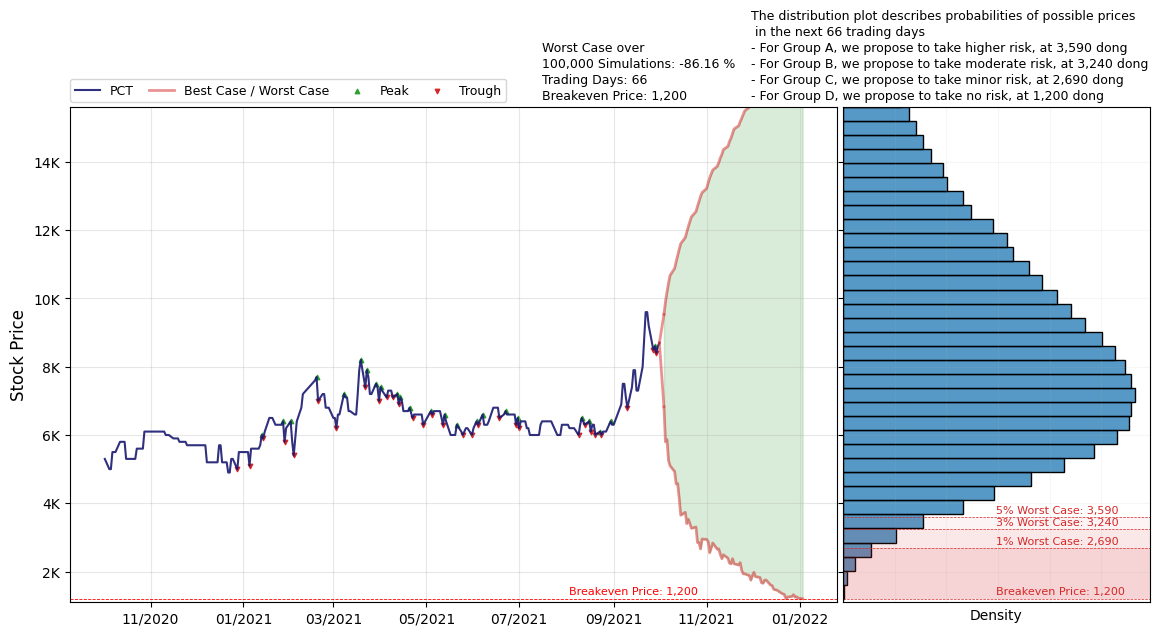 The distribution plot describes probabilities of possible prices
in the next 66 trading days
- For Group A, we propose to take higher risk, at 3,590 dong
- For Group B, we propose to take moderate risk, at 3,240 dong
- For Group C, we propose to take minor risk, at 2,690 dong
- For Group D, we propose to take no risk, at 1,200 dong
Worst Case over
100,000 Simulations: -86.16 %
Trading Days: 66
Breakeven Price: 1,200
PCT
Best Case / Worst Case
Peak
Trough
Stock Price
14K
12K
10K
8K
6K
4K
2K
Breakeven Price: 1,200
11/2020
01/2021
03/2021
05/2021
07/2021
09/2021
11/2021
01/2022
5% Worst Case: 3,590
3% Worst Case: 3,240
1% Worst Case: 2,690
Breakeven Price: 1,200
Density